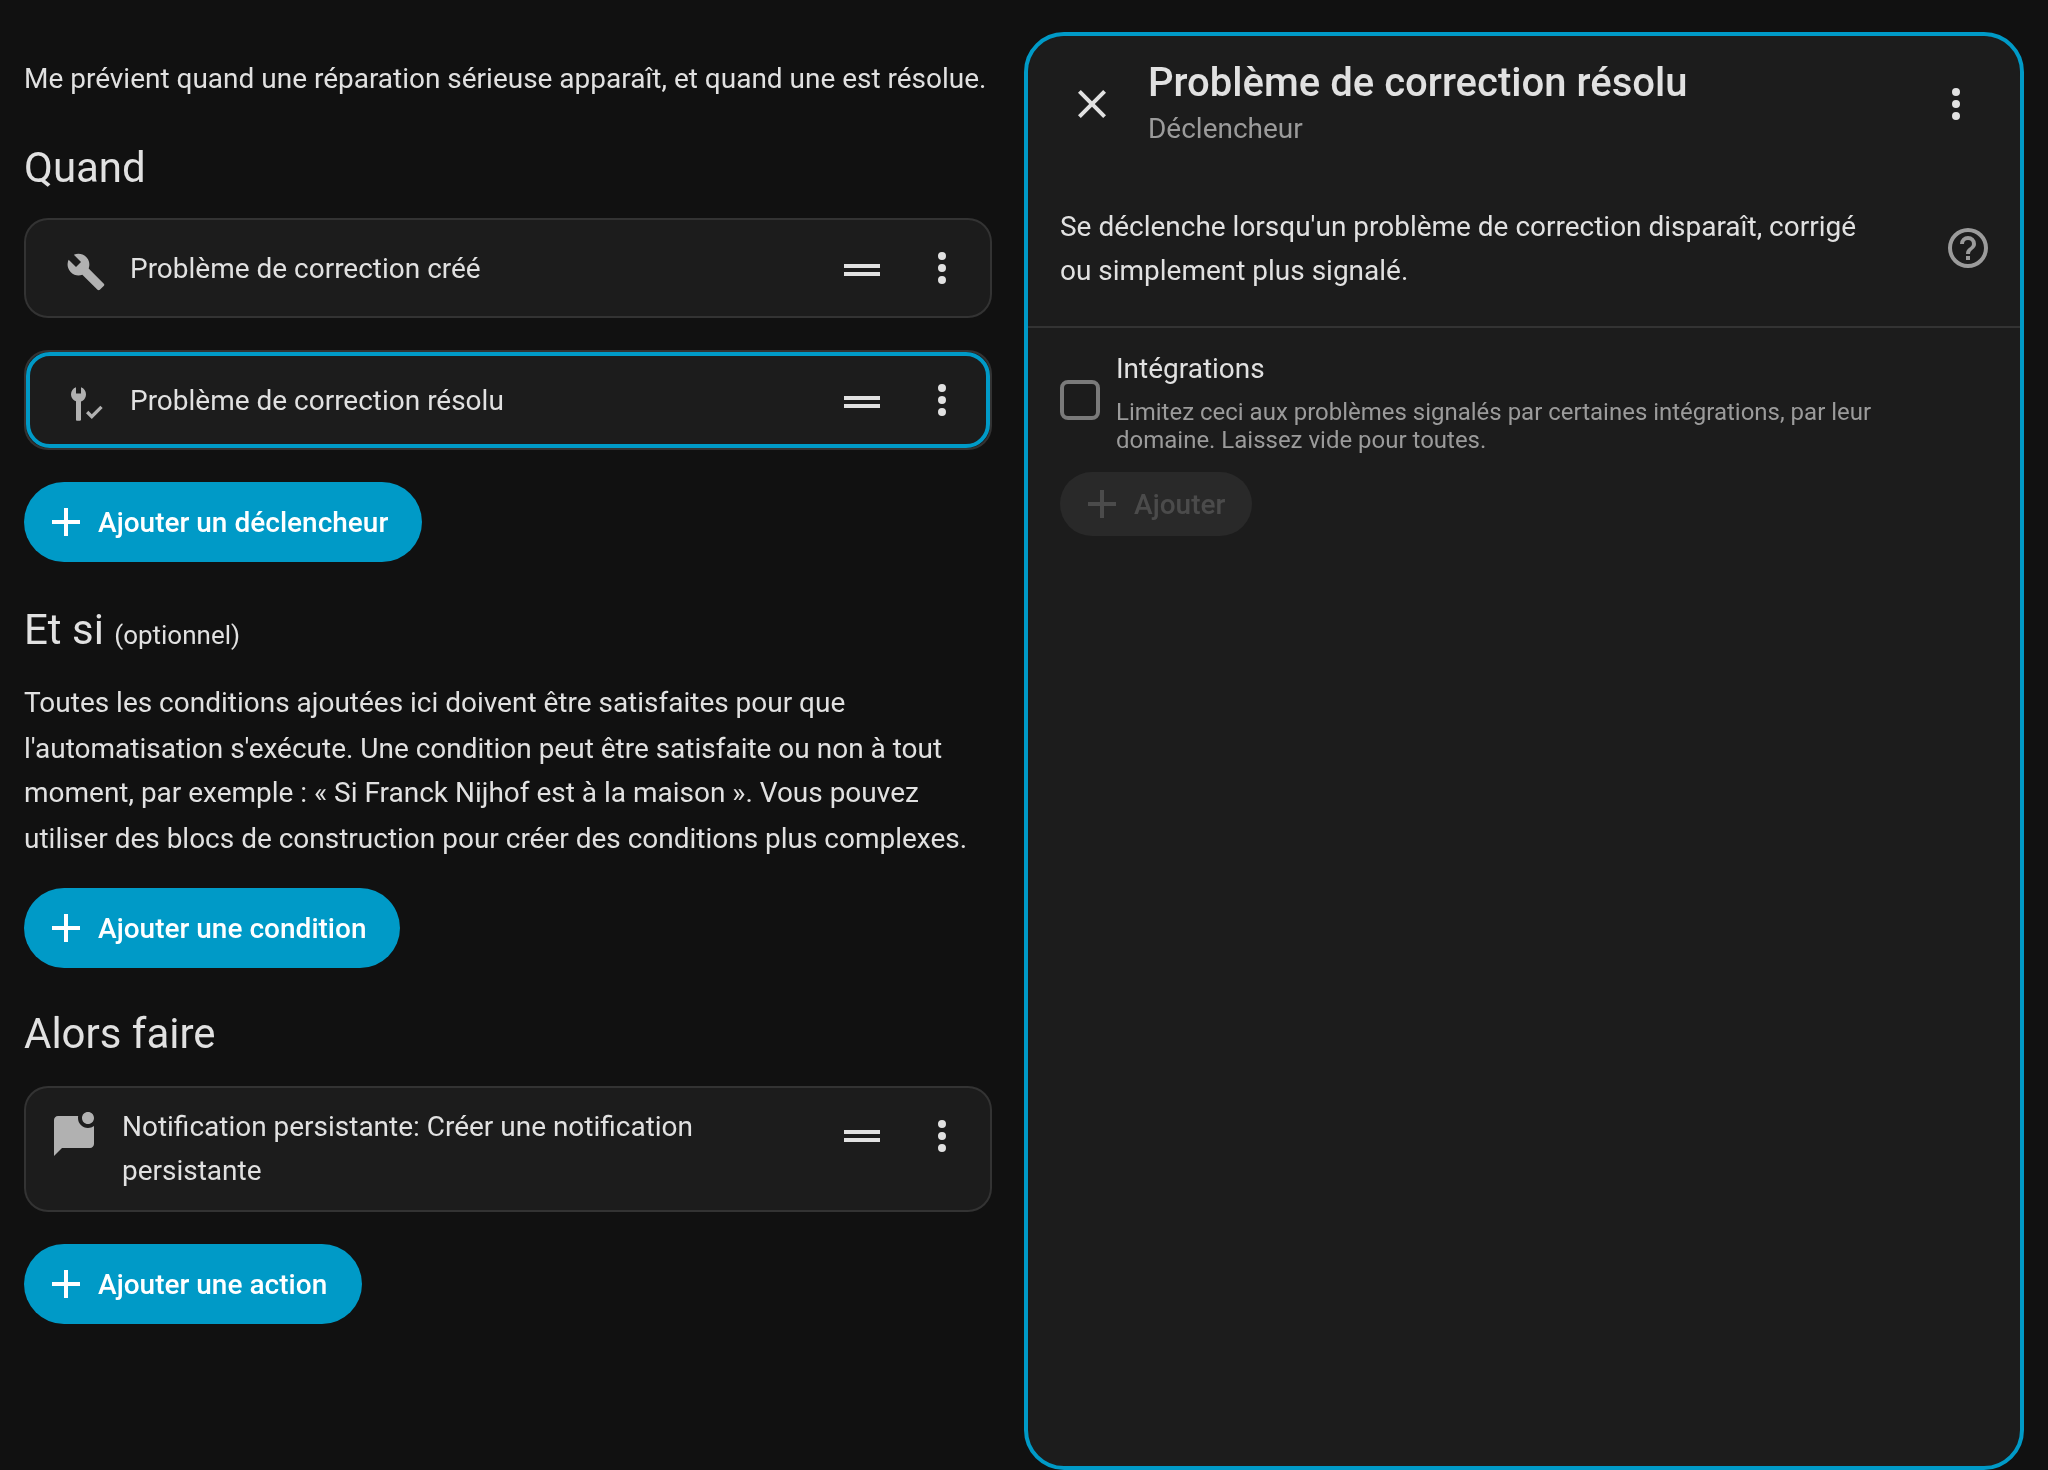 Me prévient quand une réparation sérieuse apparaît, et quand une est résolue.
Quand
Problème de correction créé
Problème de correction résolu
Ajouter un déclencheur
Et si (optionnel)
Toutes les conditions ajoutées ici doivent être satisfaites pour que
l'automatisation s'exécute. Une condition peut être satisfaite ou non à tout
moment, par exemple : « Si Franck Nijhof est à la maison ». Vous pouvez
utiliser des blocs de construction pour créer des conditions plus complexes.
Ajouter une condition
Alors faire
Notification persistante: Créer une notification
persistante
Ajouter une action
Problème de correction résolu
Déclencheur
Se déclenche lorsqu'un problème de correction disparaît, corrigé
ou simplement plus signalé.
Intégrations
Limitez ceci aux problèmes signalés par certaines intégrations, par leur
domaine. Laissez vide pour toutes.
Ajouter